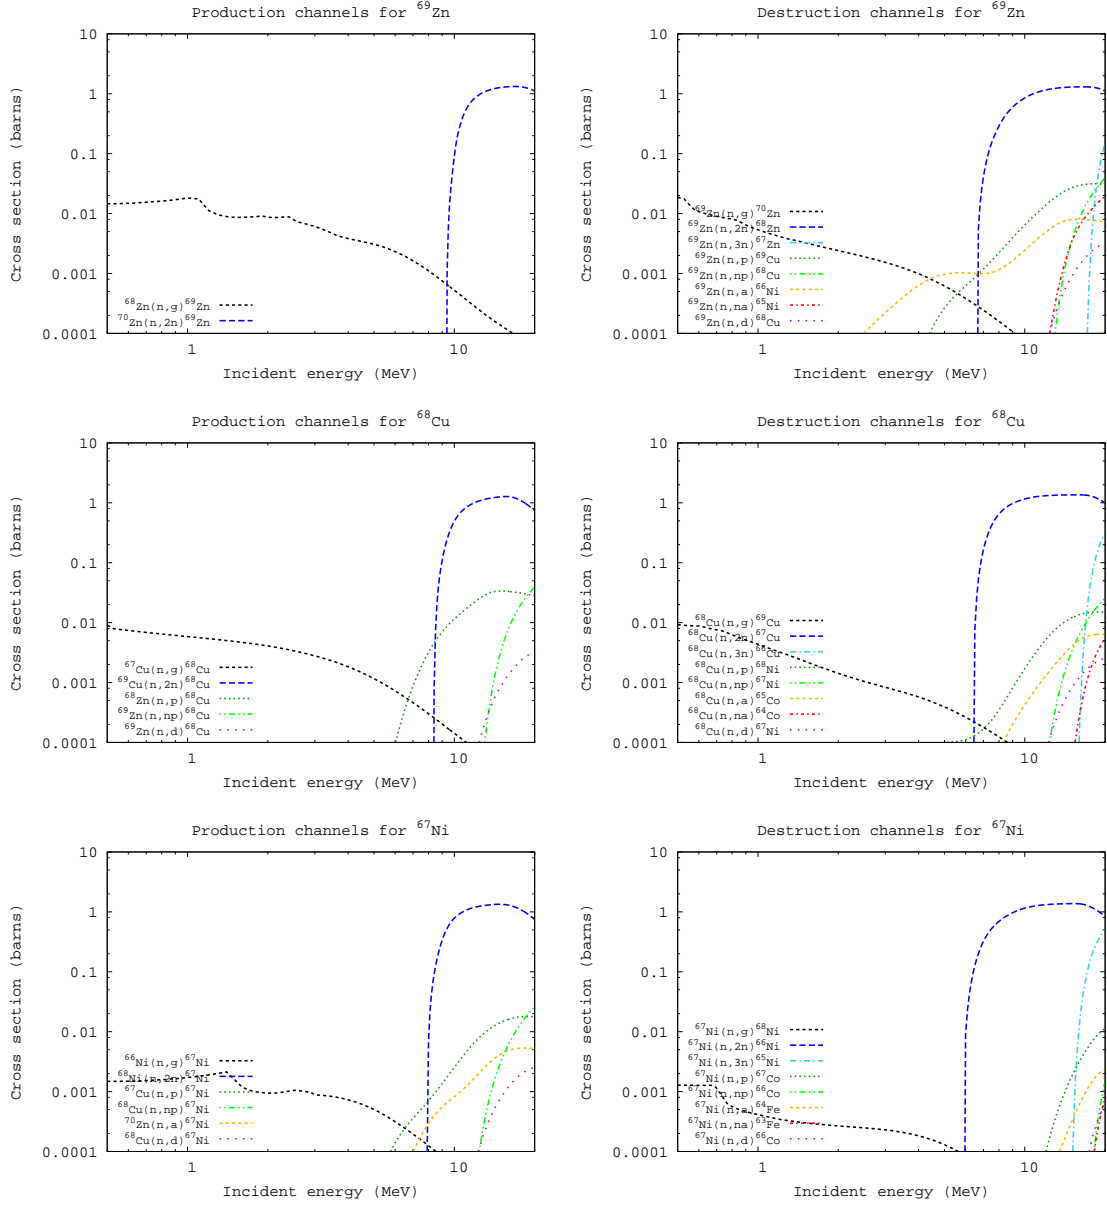 Production channels for ⁶⁹Zn
Cross section (barns)
10
1
0.1
0.01
0.001
0.0001
⁶⁸Zn(n,g)⁶⁹Zn
⁷⁰Zn(n,2n)⁶⁹Zn
1
10
Incident energy (MeV)
Destruction channels for ⁶⁹Zn
Cross section (barns)
10
1
0.1
0.01
0.001
0.0001
⁶⁹Zn(n,g)⁷⁰Zn
⁶⁹Zn(n,2n)⁶⁸Zn
⁶⁹Zn(n,3n)⁶⁷Zn
⁶⁹Zn(n,p)⁶⁹Cu
⁶⁹Zn(n,np)⁶⁸Cu
⁶⁹Zn(n,a)⁶⁶Ni
⁶⁹Zn(n,na)⁶⁵Ni
⁶⁹Zn(n,d)⁶⁸Cu
1
10
Incident energy (MeV)
Production channels for ⁶⁸Cu
Cross section (barns)
10
1
0.1
0.01
0.001
0.0001
⁶⁷Cu(n,g)⁶⁸Cu
⁶⁹Cu(n,2n)⁶⁸Cu
⁶⁸Zn(n,p)⁶⁸Cu
⁶⁹Zn(n,np)⁶⁸Cu
⁶⁹Zn(n,d)⁶⁸Cu
1
10
Incident energy (MeV)
Destruction channels for ⁶⁸Cu
Cross section (barns)
10
1
0.1
0.01
0.001
0.0001
⁶⁸Cu(n,g)⁶⁹Cu
⁶⁸Cu(n,2n)⁶⁷Cu
⁶⁸Cu(n,3n)⁶⁶Cu
⁶⁸Cu(n,p)⁶⁸Ni
⁶⁸Cu(n,np)⁶⁷Ni
⁶⁸Cu(n,a)⁶⁵Co
⁶⁸Cu(n,na)⁶⁴Co
⁶⁸Cu(n,d)⁶⁷Ni
1
10
Incident energy (MeV)
Production channels for ⁶⁷Ni
Cross section (barns)
10
1
0.1
0.01
0.001
0.0001
⁶⁶Ni(n,g)⁶⁷Ni
⁶⁸Ni(n,2n)⁶⁷Ni
⁶⁷Cu(n,p)⁶⁷Ni
⁶⁸Cu(n,np)⁶⁷Ni
⁷⁰Zn(n,a)⁶⁷Ni
⁶⁸Cu(n,d)⁶⁷Ni
1
10
Incident energy (MeV)
Destruction channels for ⁶⁷Ni
Cross section (barns)
10
1
0.1
0.01
0.001
0.0001
⁶⁷Ni(n,g)⁶⁸Ni
⁶⁷Ni(n,2n)⁶⁶Ni
⁶⁷Ni(n,3n)⁶⁵Ni
⁶⁷Ni(n,p)⁶⁷Co
⁶⁷Ni(n,np)⁶⁶Co
⁶⁷Ni(n,a)⁶⁴Fe
⁶⁷Ni(n,na)⁶³Fe
⁶⁷Ni(n,d)⁶⁶Co
1
10
Incident energy (MeV)